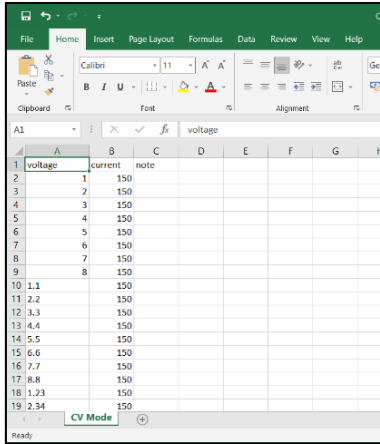 File Home Insert Page Layout Formulas Data Review View Help
Calibri 11 A A ab Ge
Paste B I U A
Clipboard Font Alignment
A1 fx voltage
A B C D E F G
1 voltage current note
2 1 150
3 2 150
4 3 150
5 4 150
6 5 150
7 6 150
8 7 150
9 8 150
10 1.1 150
11 2.2 150
12 3.3 150
13 4.4 150
14 5.5 150
15 6.6 150
16 7.7 150
17 8.8 150
18 1.23 150
19 2.34 150
CV Mode
Ready